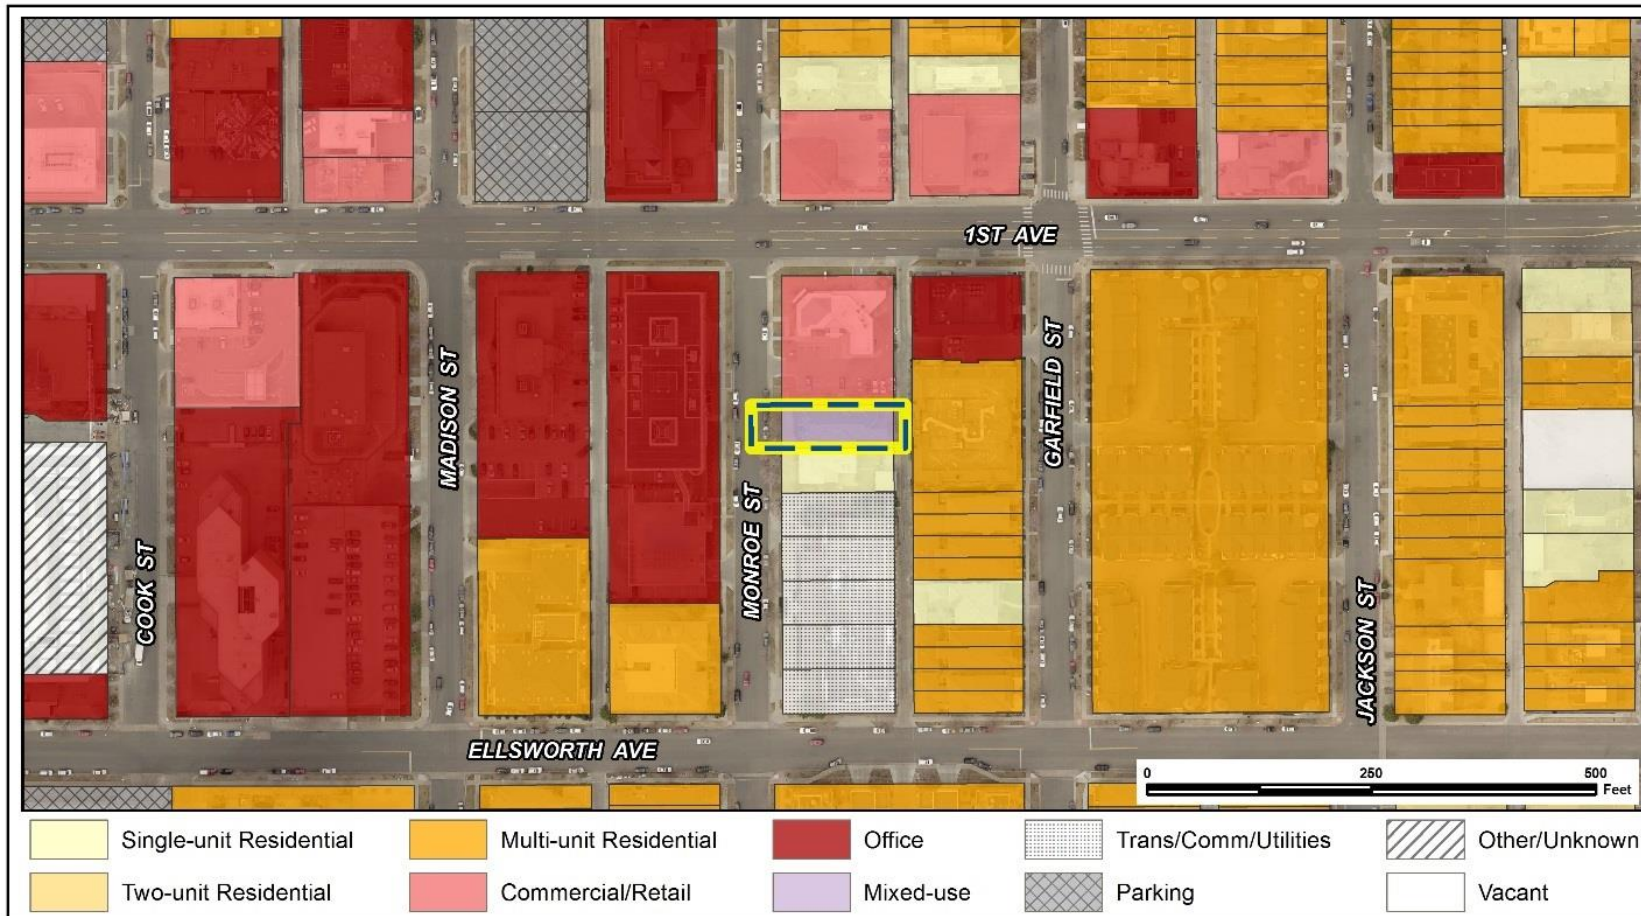 1ST AVE
MADISON ST
GARFIELD ST
MONROE ST
COOK ST
JACKSON ST
ELLSWORTH AVE
0 250 500
Feet
Single-unit Residential Multi-unit Residential Office Trans/Comm/Utilities Other/Unknown
Two-unit Residential Commercial/Retail Mixed-use Parking Vacant